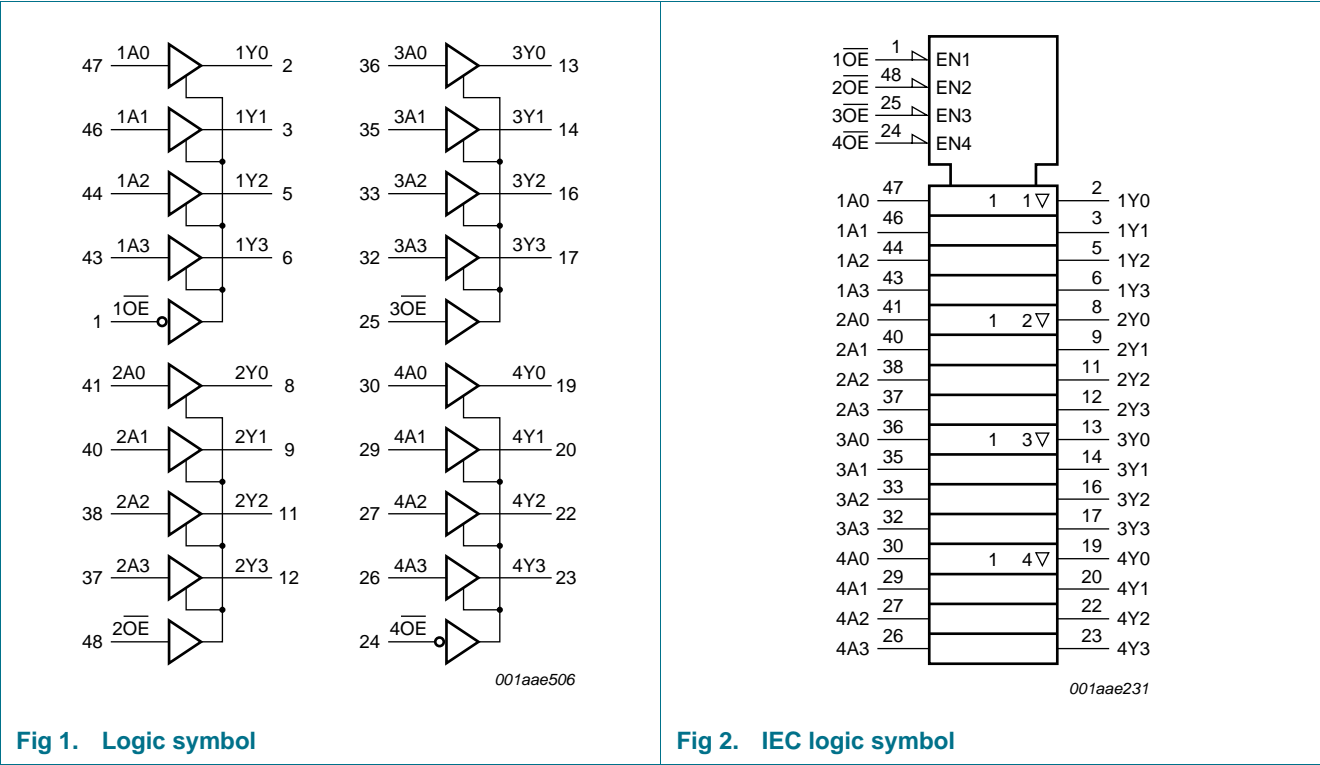 47 1A0 1Y0 2
46 1A1 1Y1 3
44 1A2 1Y2 5
43 1A3 1Y3 6
1 1O̅E̅
41 2A0 2Y0 8
40 2A1 2Y1 9
38 2A2 2Y2 11
37 2A3 2Y3 12
48 2O̅E̅
36 3A0 3Y0 13
35 3A1 3Y1 14
33 3A2 3Y2 16
32 3A3 3Y3 17
25 3O̅E̅
30 4A0 4Y0 19
29 4A1 4Y1 20
27 4A2 4Y2 22
26 4A3 4Y3 23
24 4O̅E̅
001aae506
Fig 1. Logic symbol
1O̅E̅ 1 EN1
2O̅E̅ 48 EN2
3O̅E̅ 25 EN3
4O̅E̅ 24 EN4
1A0 47 1 1▽ 2 1Y0
1A1 46 3 1Y1
1A2 44 5 1Y2
1A3 43 6 1Y3
2A0 41 1 2▽ 8 2Y0
2A1 40 9 2Y1
2A2 38 11 2Y2
2A3 37 12 2Y3
3A0 36 1 3▽ 13 3Y0
3A1 35 14 3Y1
3A2 33 16 3Y2
3A3 32 17 3Y3
4A0 30 1 4▽ 19 4Y0
4A1 29 20 4Y1
4A2 27 22 4Y2
4A3 26 23 4Y3
001aae231
Fig 2. IEC logic symbol